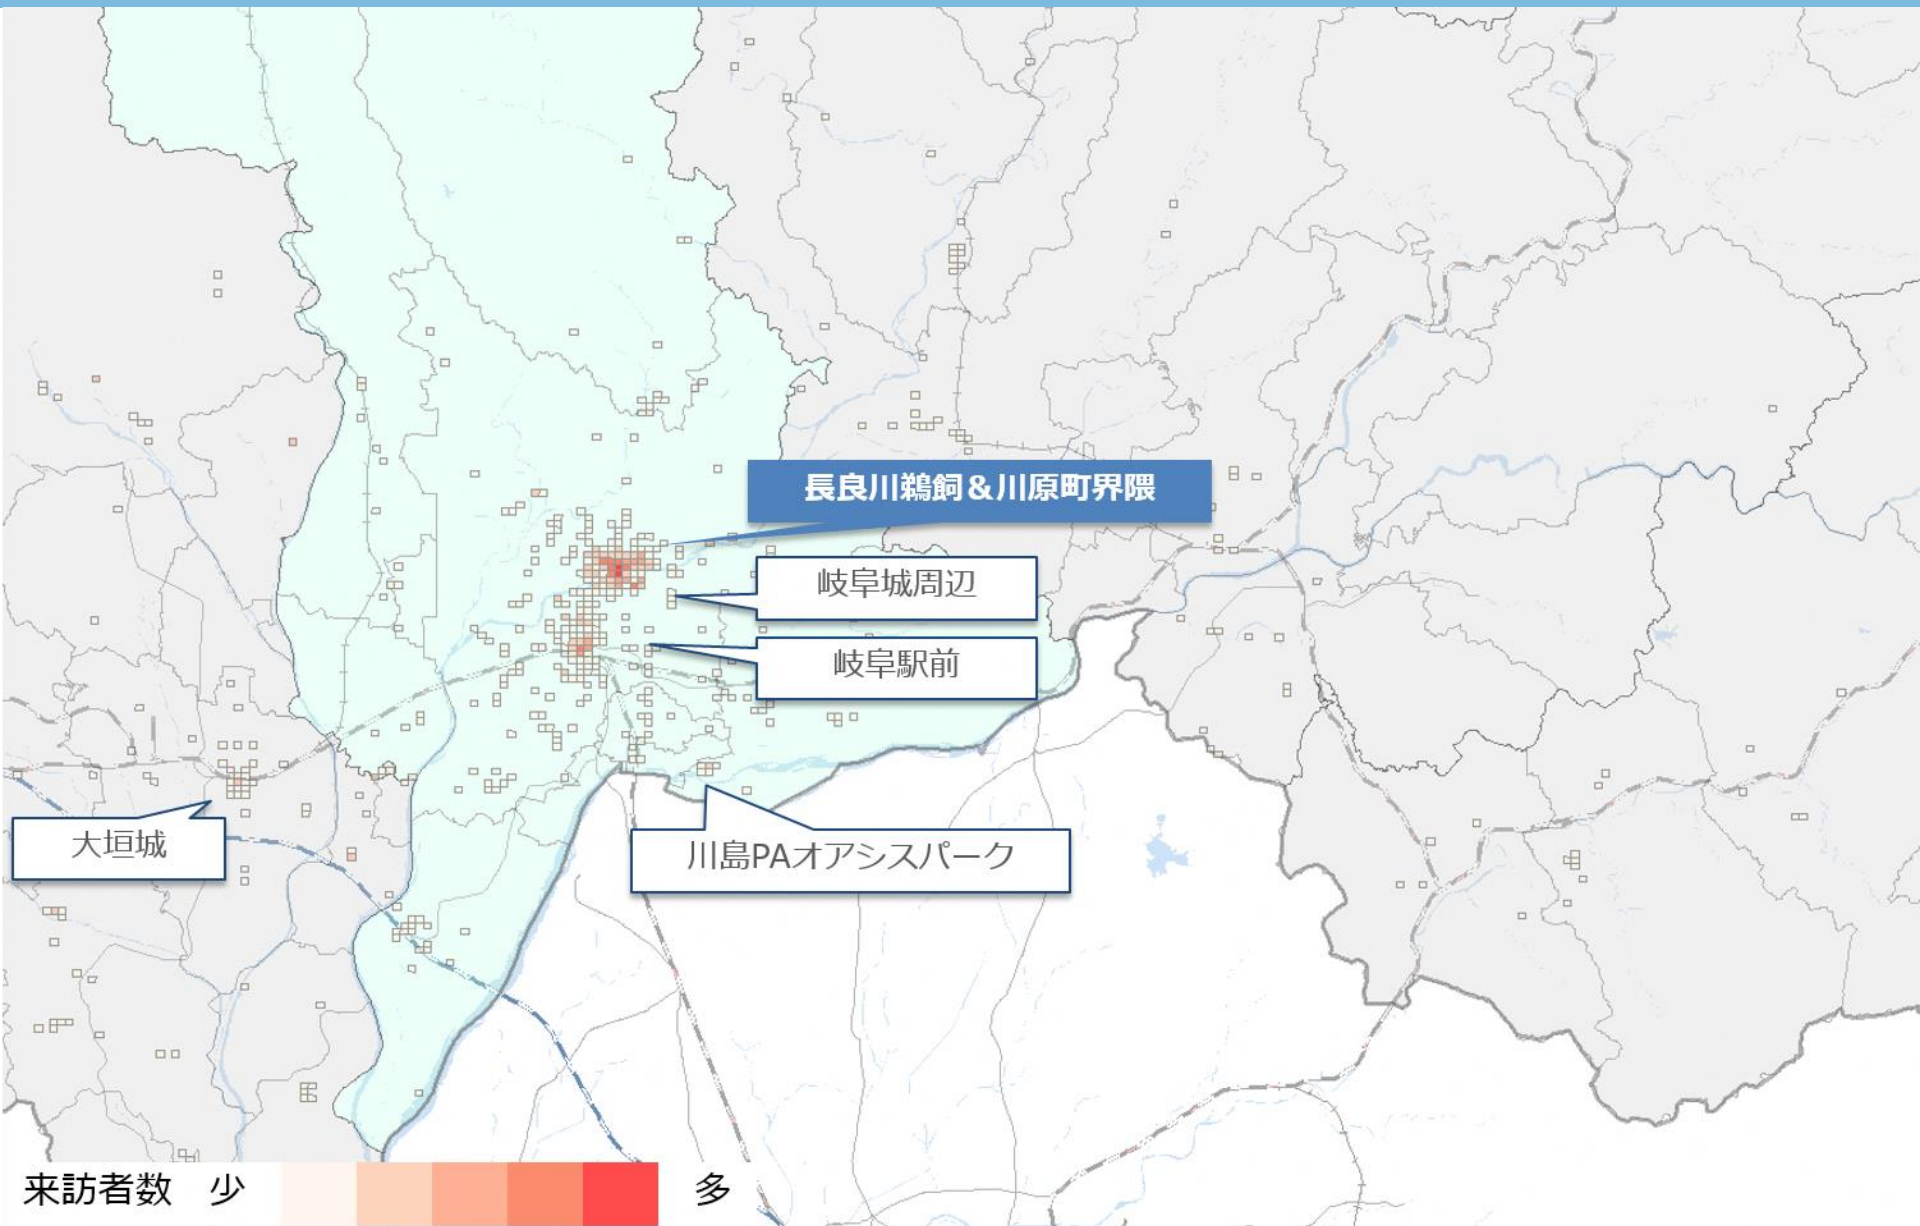 長良川鵜飼＆川原町界隈
岐阜城周辺
岐阜駅前
大垣城
川島PAオアシスパーク
来訪者数 少 多